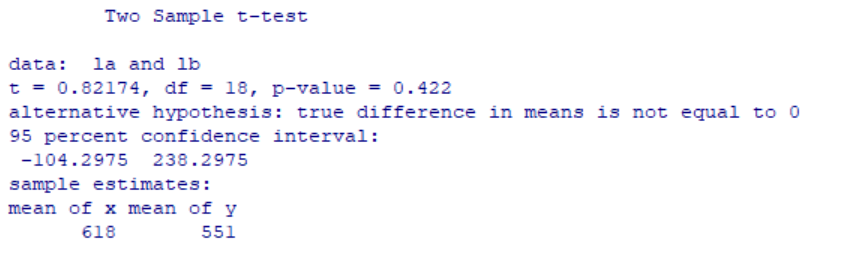 Two Sample t-test
data: la and lb
t = 0.82174, df = 18, p-value = 0.422
alternative hypothesis: true difference in means is not equal to 0
95 percent confidence interval:
-104.2975 238.2975
sample estimates:
mean of x mean of y
618 551